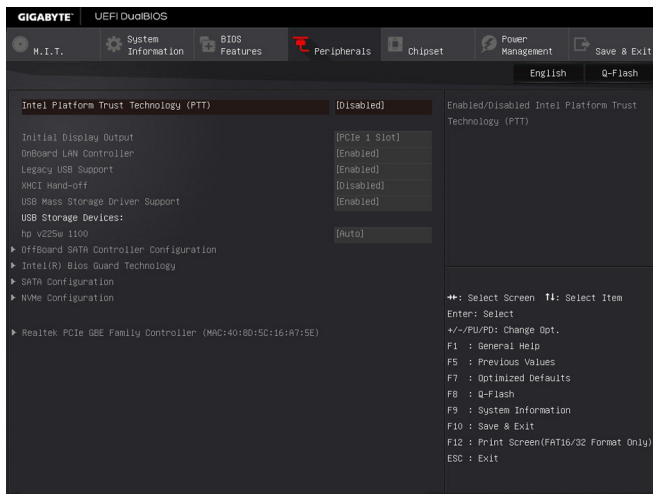 GIGABYTE™ UEFI DualBIOS
M.I.T. System Information BIOS Features Peripherals Chipset Power Management Save & Exit
English Q-Flash
Intel Platform Trust Technology (PTT) [Disabled]
Initial Display Output [PCIe 1 Slot]
OnBoard LAN Controller [Enabled]
Legacy USB Support [Enabled]
XHCI Hand-off [Disabled]
USB Mass Storage Driver Support [Enabled]
USB Storage Devices:
hp v225w 1100 [Auto]
OffBoard SATA Controller Configuration
Intel(R) Bios Guard Technology
SATA Configuration
NVMe Configuration
Realtek PCIe GBE Family Controller (MAC:40:8D:5C:16:A7:5E)
Enabled/Disabled Intel Platform Trust
Technology (PTT)
→←: Select Screen ↑↓: Select Item
Enter: Select
+/-/PU/PD: Change Opt.
F1 : General Help
F5 : Previous Values
F7 : Optimized Defaults
F8 : Q-Flash
F9 : System Information
F10 : Save & Exit
F12 : Print Screen(FAT16/32 Format Only)
ESC : Exit